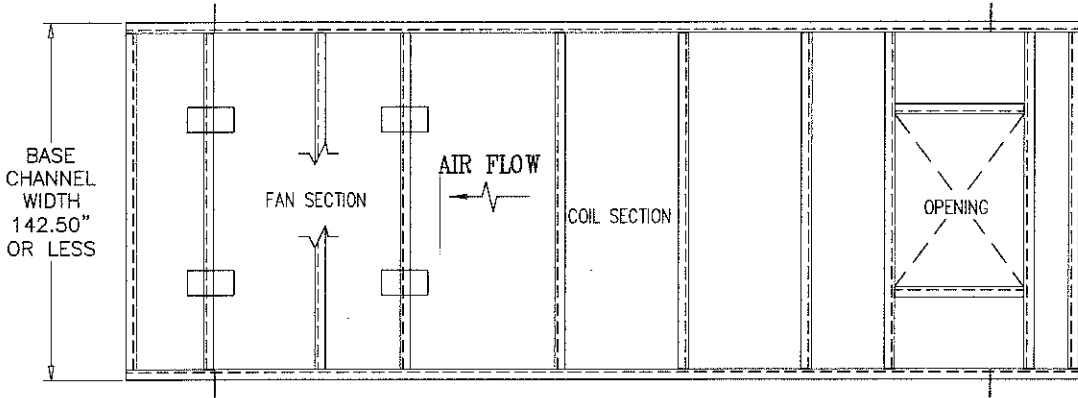 BASE
CHANNEL
WIDTH
142.50"
OR LESS
FAN SECTION
AIR FLOW
COIL SECTION
OPENING